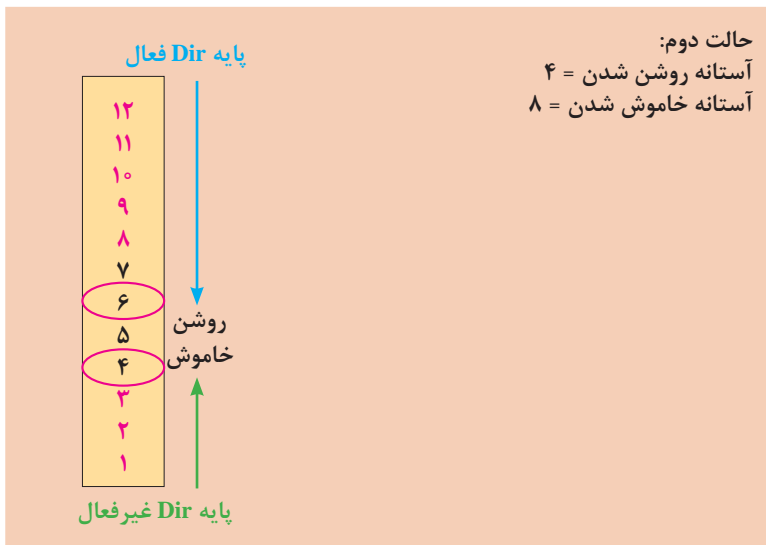 حالت دوم:
آستانه روشن شدن = ۴
آستانه خاموش شدن = ۸
پایه Dir فعال
۱۲
۱۱
۱۰
۹
۸
۷
۶
۵
۴
۳
۲
۱
روشن
خاموش
پایه Dir غیرفعال